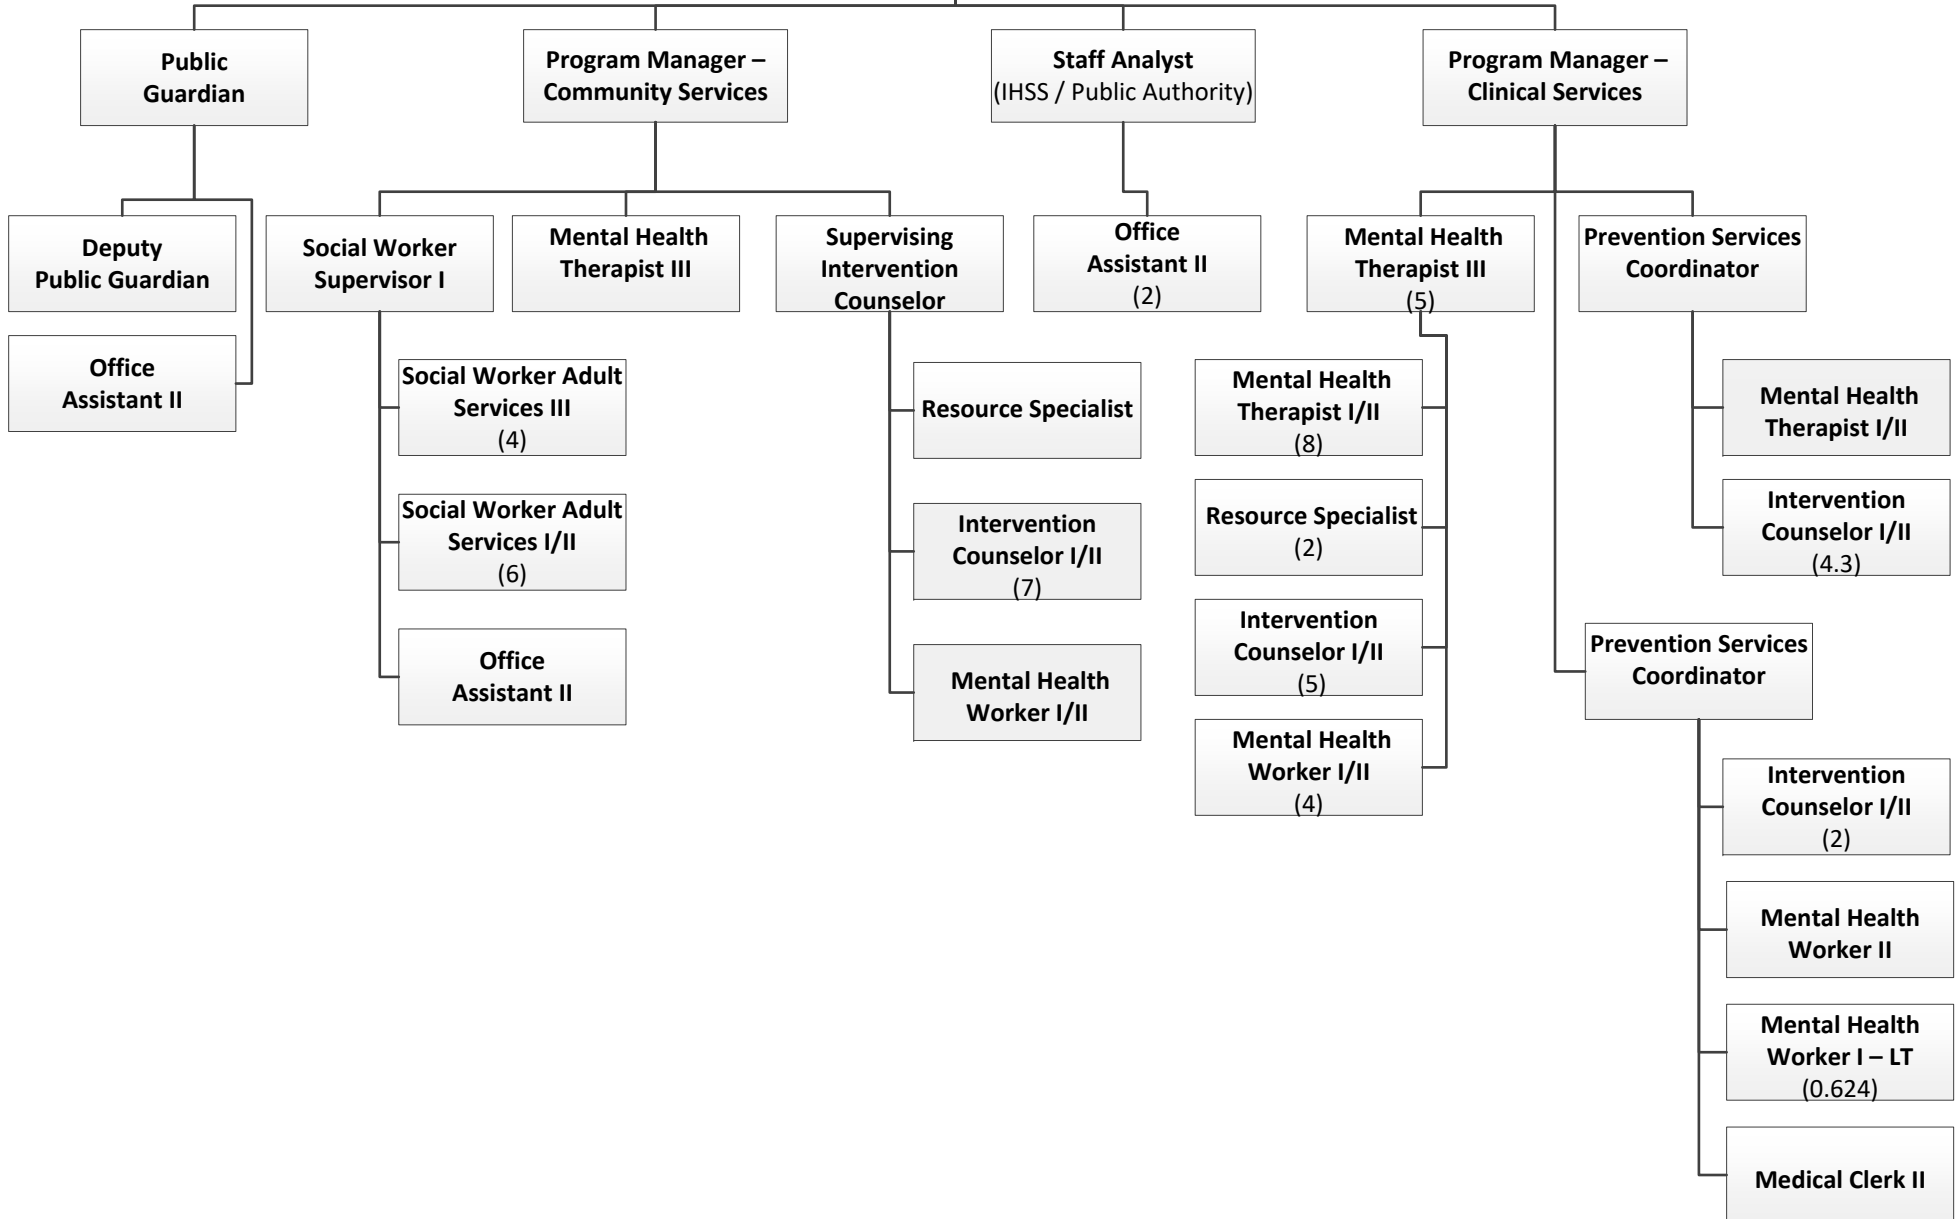 Public
Guardian
Program Manager –
Community Services
Staff Analyst
(IHSS / Public Authority)
Program Manager –
Clinical Services
Deputy
Public Guardian
Office
Assistant II
Social Worker
Supervisor I
Social Worker Adult
Services III
(4)
Social Worker Adult
Services I/II
(6)
Office
Assistant II
Mental Health
Therapist III
Supervising
Intervention
Counselor
Resource Specialist
Intervention
Counselor I/II
(7)
Mental Health
Worker I/II
Office
Assistant II
(2)
Mental Health
Therapist III
(5)
Mental Health
Therapist I/II
(8)
Resource Specialist
(2)
Intervention
Counselor I/II
(5)
Mental Health
Worker I/II
(4)
Prevention Services
Coordinator
Mental Health
Therapist I/II
Intervention
Counselor I/II
(4.3)
Prevention Services
Coordinator
Intervention
Counselor I/II
(2)
Mental Health
Worker II
Mental Health
Worker I – LT
(0.624)
Medical Clerk II